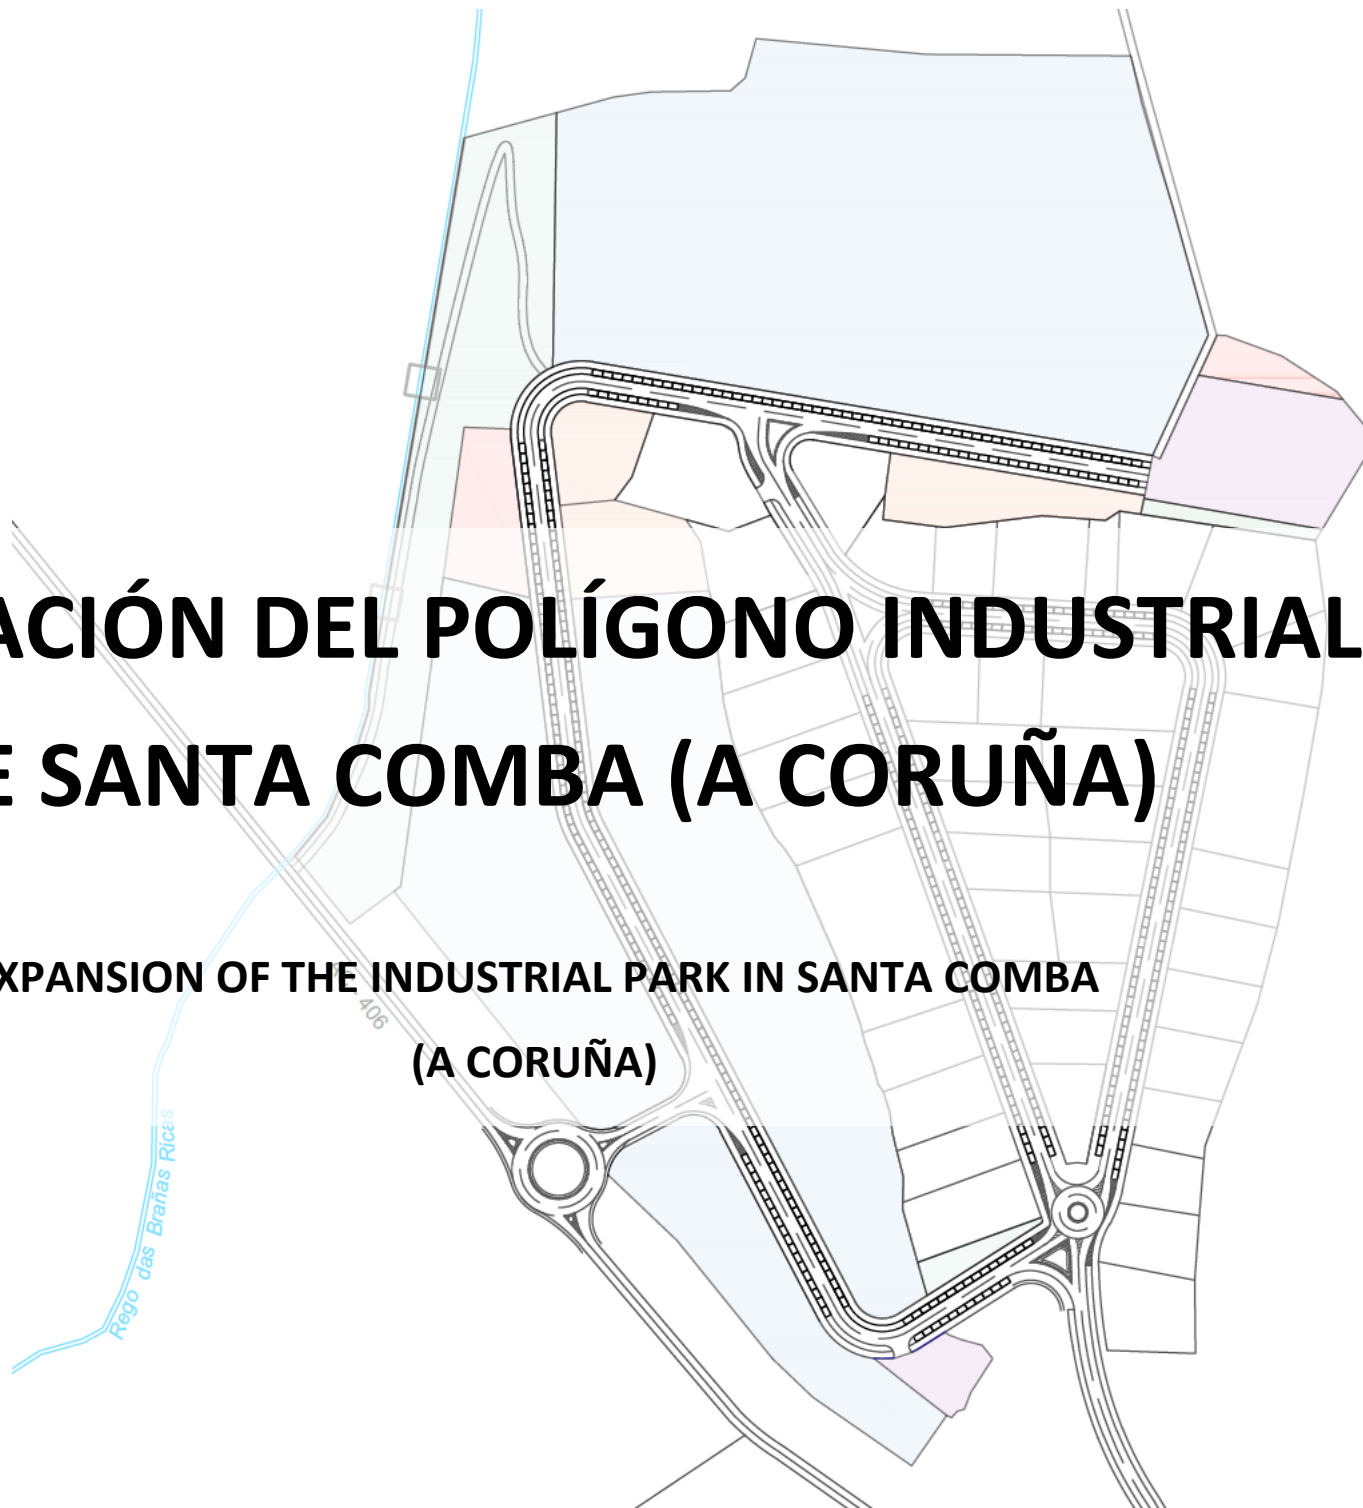 ACIÓN DEL POLÍGONO INDUSTRIAL
E SANTA COMBA (A CORUÑA)
XPANSION OF THE INDUSTRIAL PARK IN SANTA COMBA
406
(A CORUÑA)
Rego das Brañas Ricas